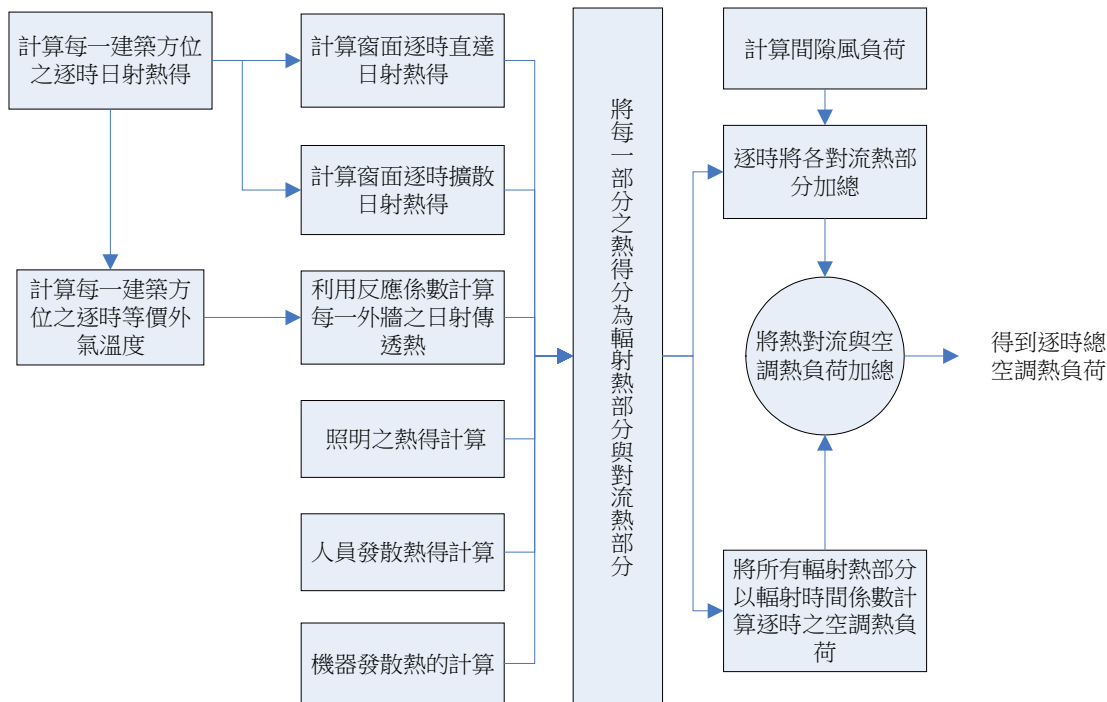 計算每一建築方位
之逐時日射熱得
計算每一建築方
位之逐時等價外
氣溫度
計算窗面逐時直達
日射熱得
計算窗面逐時擴散
日射熱得
利用反應係數計算
每一外牆之日射傳
透熱
照明之熱得計算
人員發散熱得計算
機器發散熱的計算
將每一部分之熱得分為輻射熱部分與對流熱部分
計算間隙風負荷
逐時將各對流熱部
分加總
將熱對流與空
調熱負荷加總
將所有輻射熱部分
以輻射時間係數計
算逐時之空調熱負
荷
得到逐時總
空調熱負荷